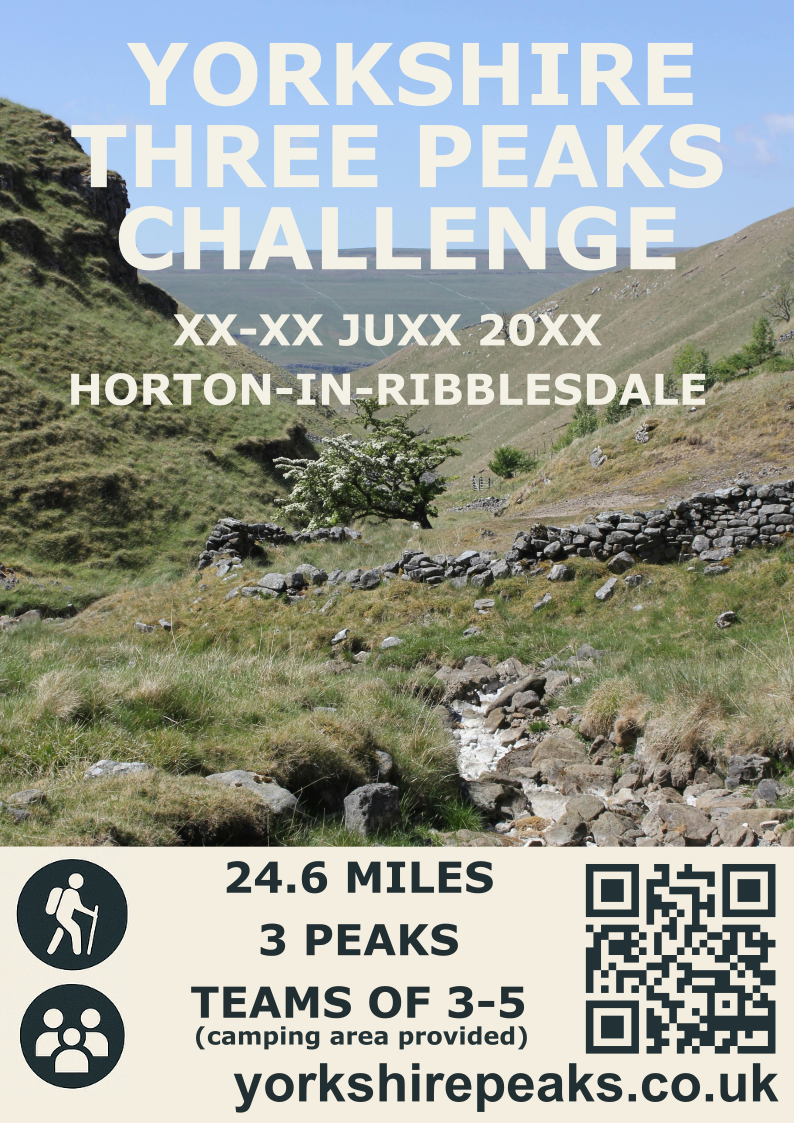 YORKSHIRE
THREE PEAKS
CHALLENGE
XX-XX JUXX 20XX
HORTON-IN-RIBBLESDALE
24.6 MILES
3 PEAKS
TEAMS OF 3-5
(camping area provided)
yorkshirepeaks.co.uk